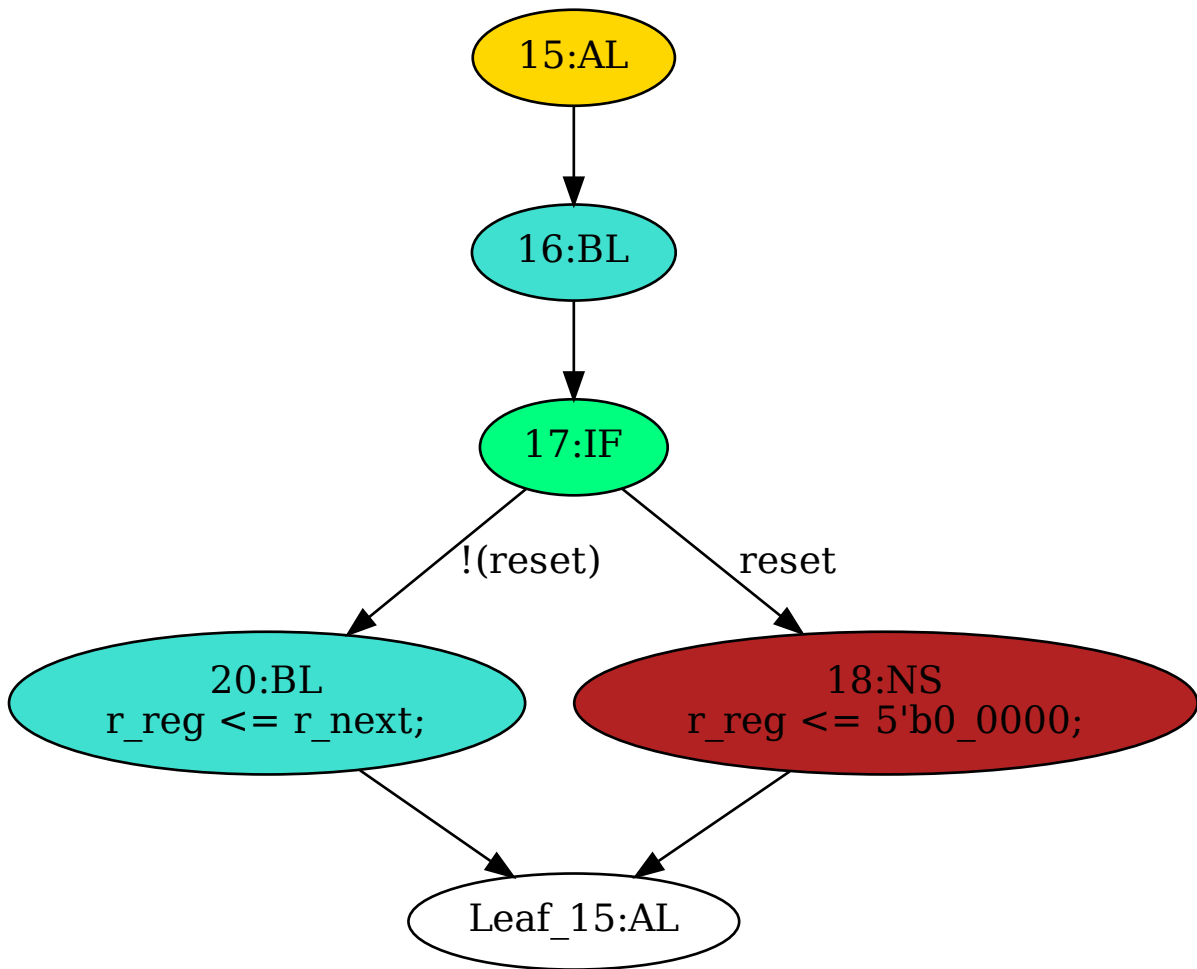 15:AL
16:BL
17:IF
!(reset)
reset
20:BL
r_reg <= r_next;
18:NS
r_reg <= 5'b0_0000;
Leaf_15:AL